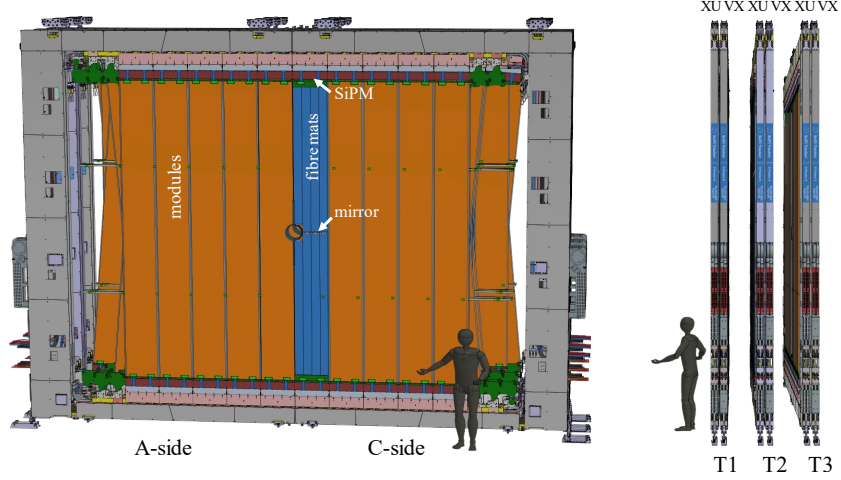 XU VX XU VX XU VX
SiPM
fibre mats
modules
mirror
A-side
C-side
T1
T2
T3